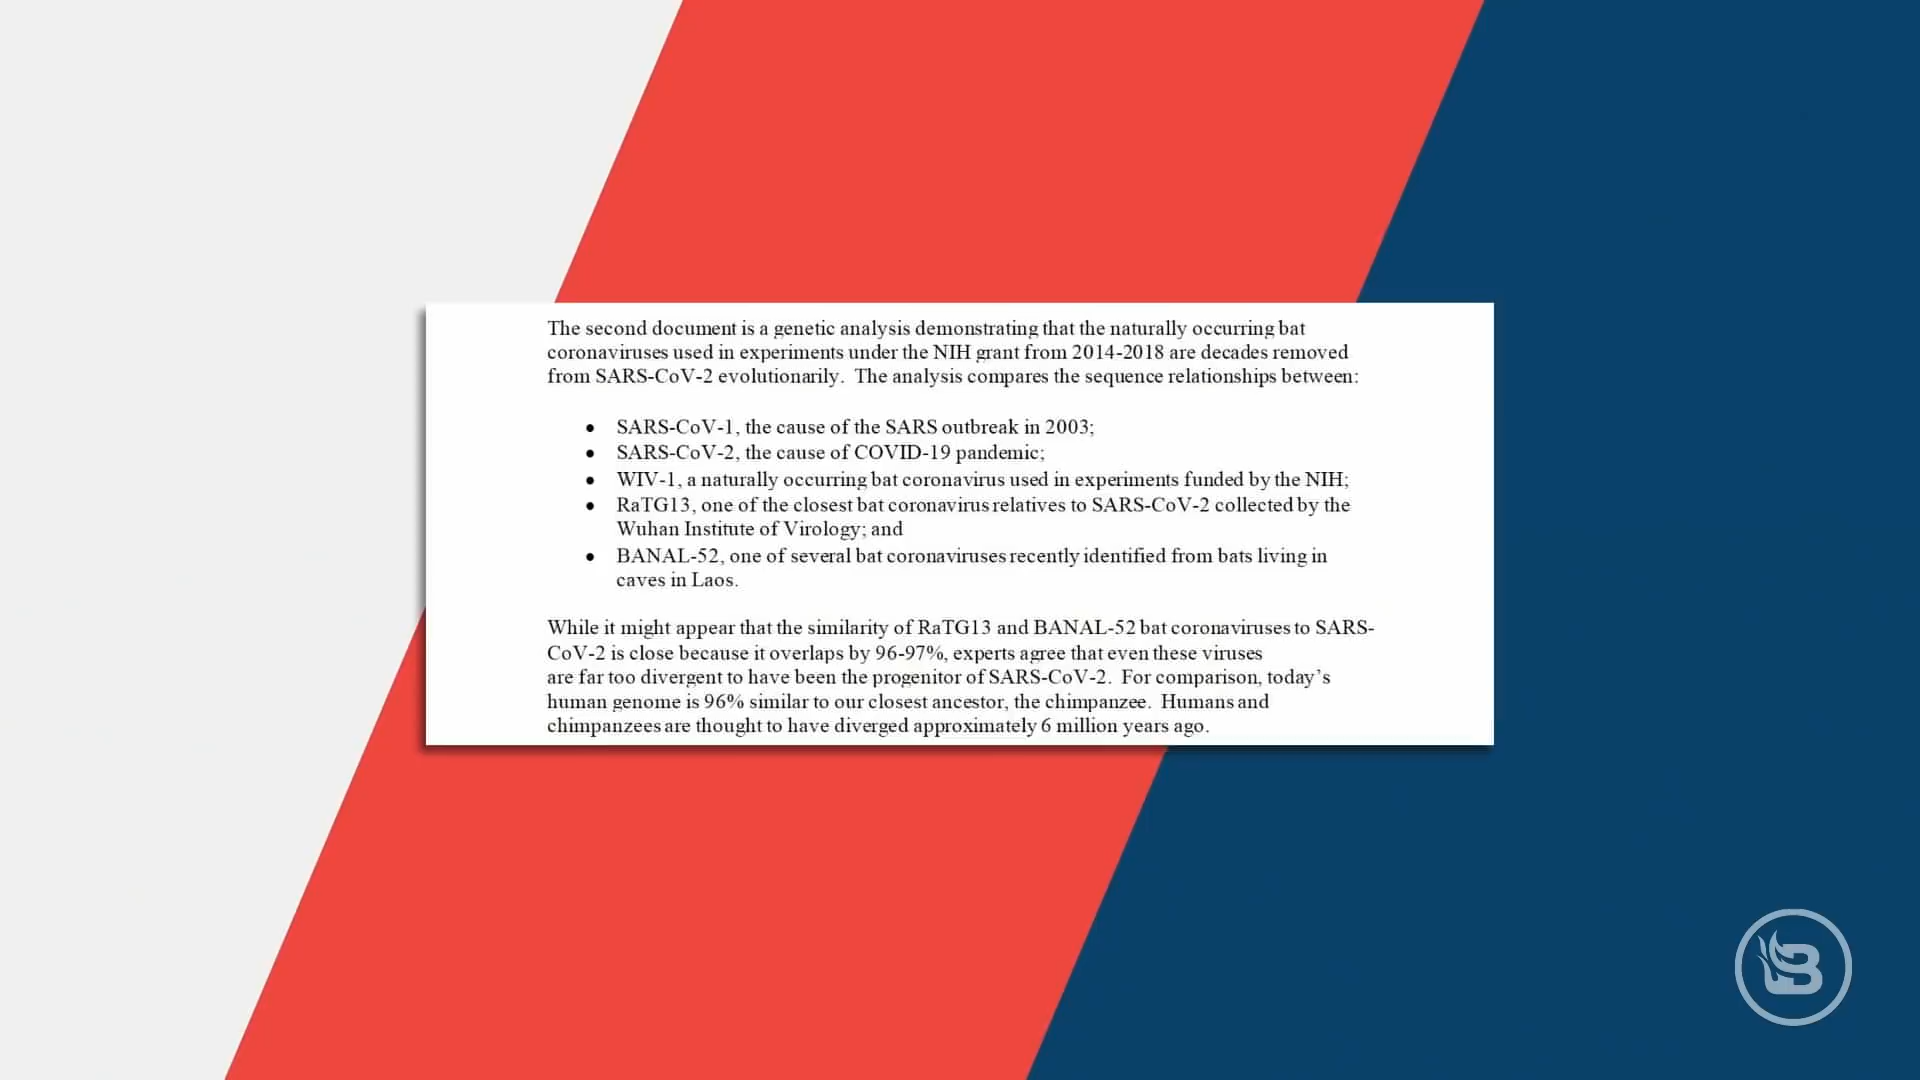 The second document is a genetic analysis demonstrating that the naturally occurring bat
coronaviruses used in experiments under the NIH grant from 2014-2018 are decades removed
from SARS-CoV-2 evolutionarily.  The analysis compares the sequence relationships between:
• SARS-CoV-1, the cause of the SARS outbreak in 2003;
• SARS-CoV-2, the cause of COVID-19 pandemic;
• WIV-1, a naturally occurring bat coronavirus used in experiments funded by the NIH;
• RaTG13, one of the closest bat coronavirus relatives to SARS-CoV-2 collected by the
Wuhan Institute of Virology; and
• BANAL-52, one of several bat coronaviruses recently identified from bats living in
caves in Laos.
While it might appear that the similarity of RaTG13 and BANAL-52 bat coronaviruses to SARS-
CoV-2 is close because it overlaps by 96-97%, experts agree that even these viruses
are far too divergent to have been the progenitor of SARS-CoV-2.  For comparison, today’s
human genome is 96% similar to our closest ancestor, the chimpanzee.  Humans and
chimpanzees are thought to have diverged approximately 6 million years ago.
B